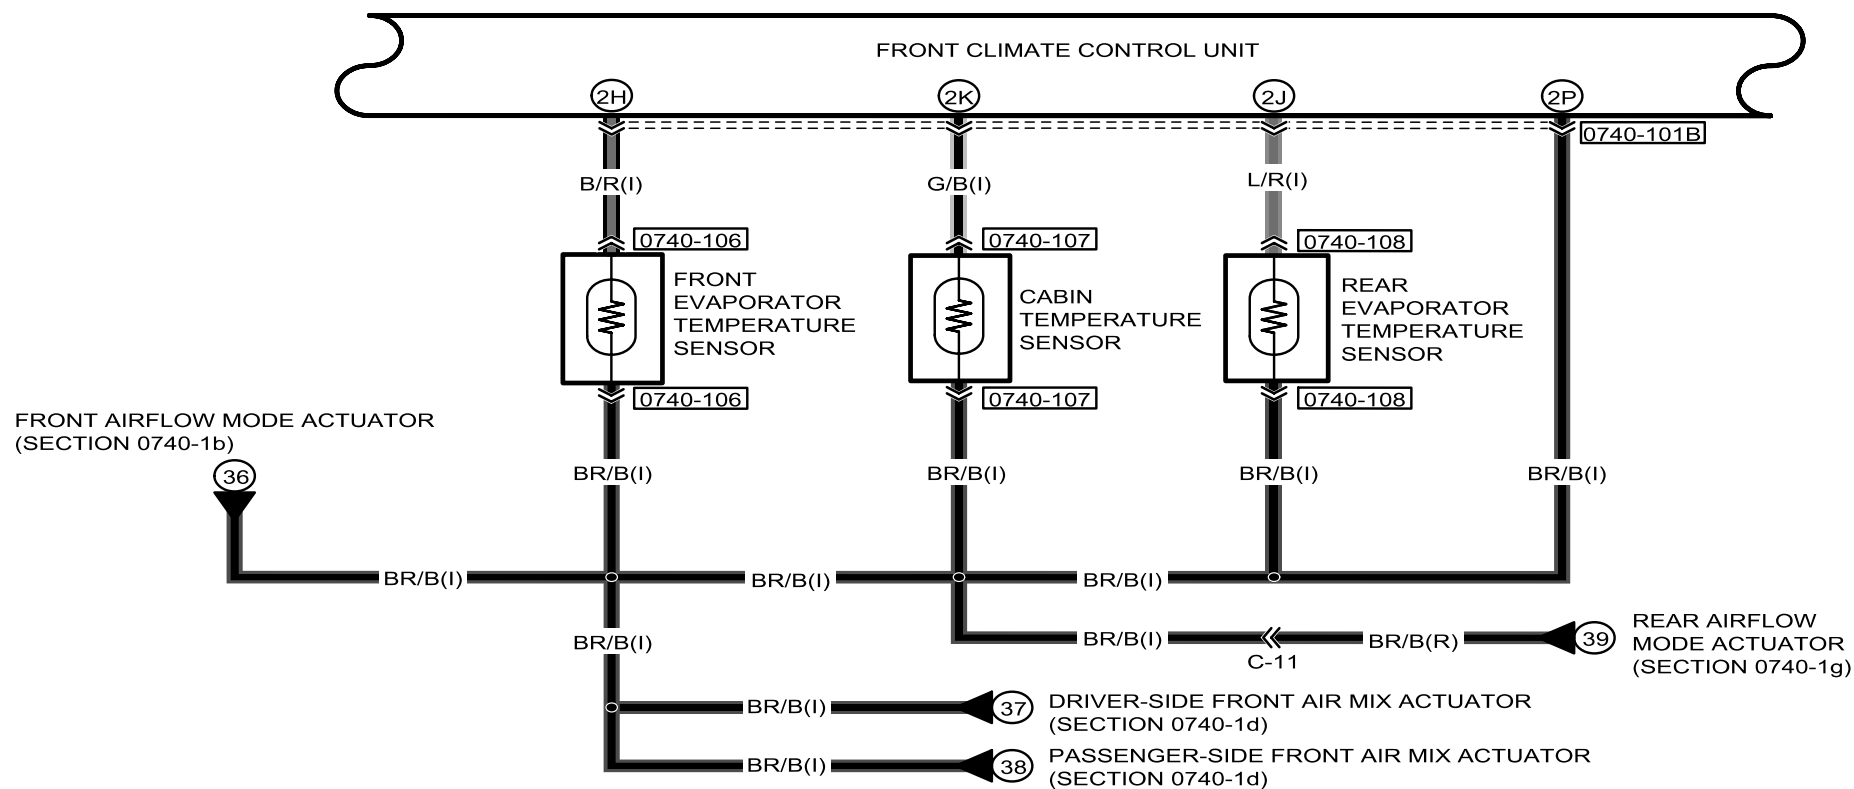 FRONT CLIMATE CONTROL UNIT
2H
2K
2J
2P
0740-101B
B/R(I)
G/B(I)
L/R(I)
0740-106
0740-107
0740-108
FRONT
EVAPORATOR
TEMPERATURE
SENSOR
CABIN
TEMPERATURE
SENSOR
REAR
EVAPORATOR
TEMPERATURE
SENSOR
0740-106
0740-107
0740-108
FRONT AIRFLOW MODE ACTUATOR
(SECTION 0740-1b)
36
BR/B(I)
BR/B(I)
BR/B(I)
BR/B(I)
BR/B(I)
BR/B(I)
BR/B(I)
BR/B(I)
BR/B(I)
C-11
BR/B(R)
39
REAR AIRFLOW
MODE ACTUATOR
(SECTION 0740-1g)
BR/B(I)
37
DRIVER-SIDE FRONT AIR MIX ACTUATOR
(SECTION 0740-1d)
BR/B(I)
38
PASSENGER-SIDE FRONT AIR MIX ACTUATOR
(SECTION 0740-1d)